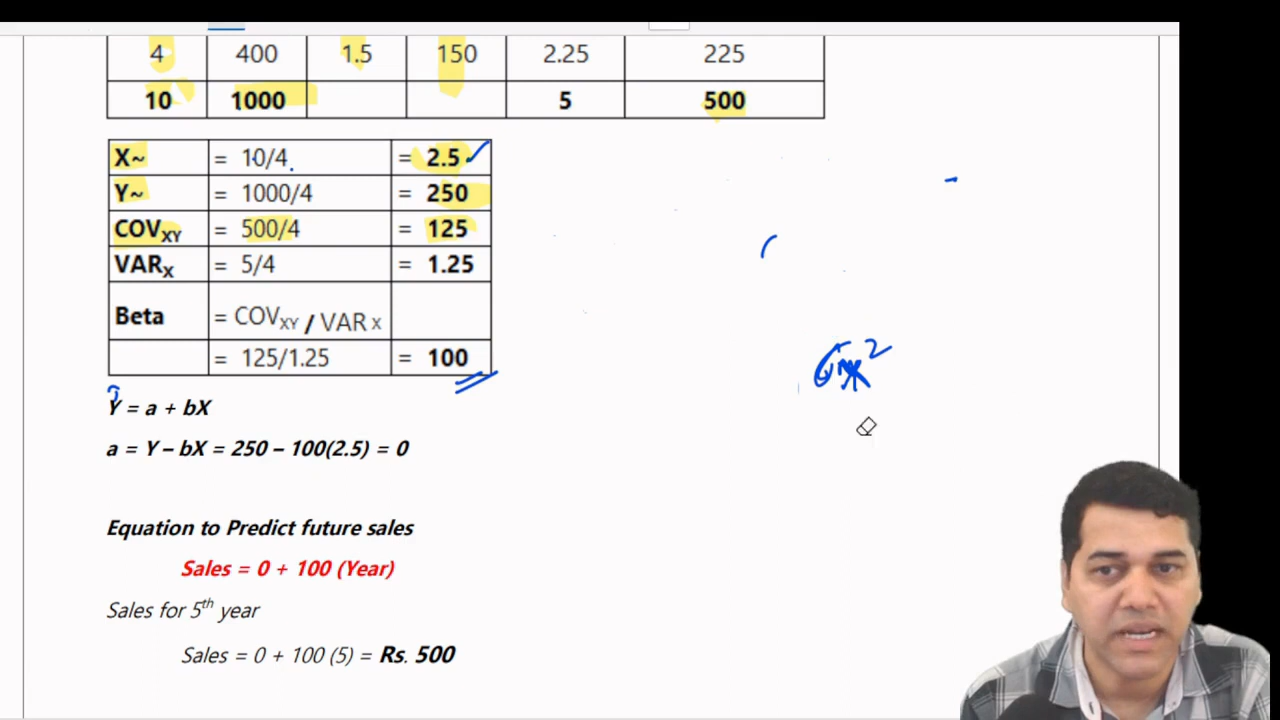 4 400 1.5 150 2.25 225
10 1000 5 500
X~ = 10/4 = 2.5
Y~ = 1000/4 = 250
COVXY = 500/4 = 125
VARX = 5/4 = 1.25
Beta = COVXY / VAR X
= 125/1.25 = 100
Y = a + bX
a = Y – bX = 250 – 100(2.5) = 0
Equation to Predict future sales
Sales = 0 + 100 (Year)
Sales for 5th year
Sales = 0 + 100 (5) = Rs. 500